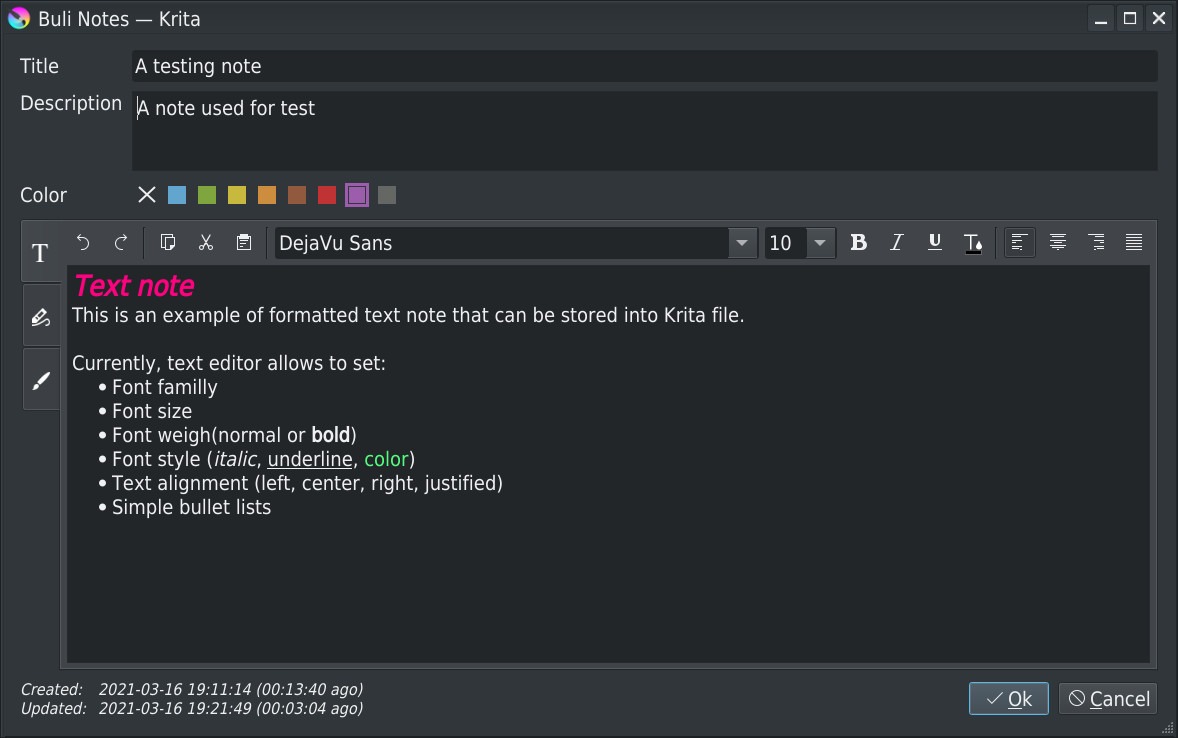 Buli Notes — Krita
Title A testing note
Description A note used for test
Color
T DejaVu Sans 10 B I U T
Text note
This is an example of formatted text note that can be stored into Krita file.
Currently, text editor allows to set:
• Font familly
• Font size
• Font weigh(normal or bold)
• Font style (italic, underline, color)
• Text alignment (left, center, right, justified)
• Simple bullet lists
Created: 2021-03-16 19:11:14 (00:13:40 ago)
Updated: 2021-03-16 19:21:49 (00:03:04 ago)
Ok Cancel